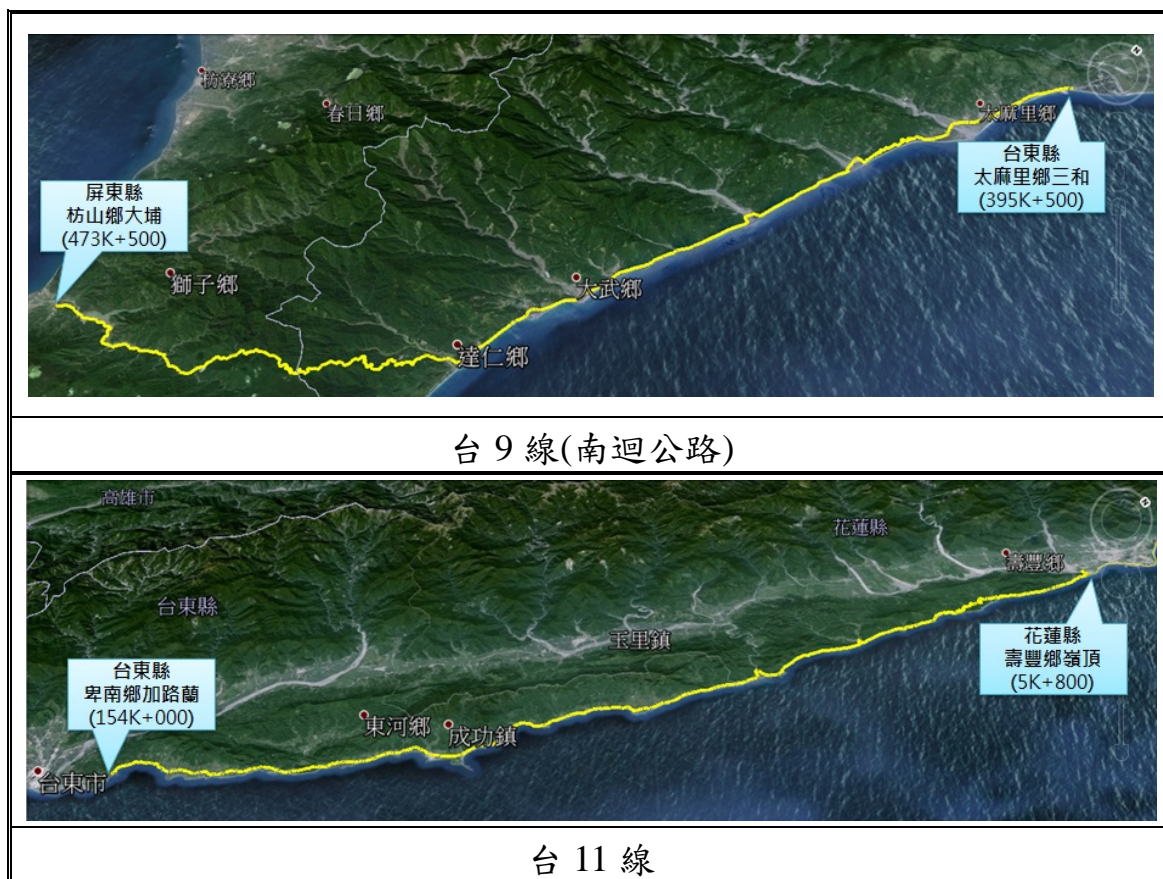 枋寮鄉
春日鄉
太麻里鄉
N
屏東縣
枋山鄉大埔
(473K+500)
台東縣
太麻里鄉三和
(395K+500)
獅子鄉
大武鄉
達仁鄉
台 9 線(南迴公路)
高雄市
花蓮縣
N
壽豐鄉
台東縣
玉里鎮
花蓮縣
壽豐鄉嶺頂
(5K+800)
台東縣
卑南鄉加路蘭
(154K+000)
東河鄉
成功鎮
台東市
台 11 線